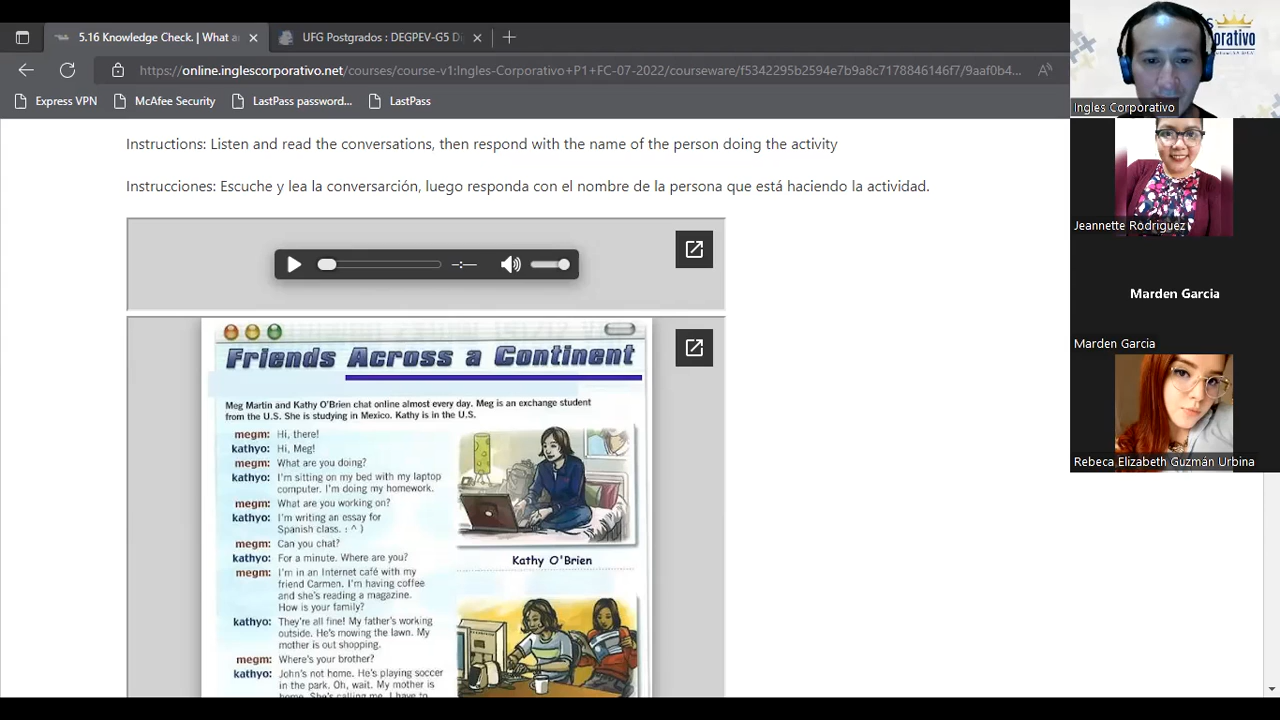 5.16 Knowledge Check. | What a
UFG Postgrados : DEGPEV-G5 D
https://online.inglescorporativo.net/courses/course-v1:Ingles-Corporativo+P1+FC-07-2022/courseware/f5342295b2594e7b9a8c7178846146f7/9aaf0b4...
Express VPN
McAfee Security
LastPass password...
LastPass
Instructions: Listen and read the conversations, then respond with the name of the person doing the activity
Instrucciones: Escuche y lea la conversarción, luego responda con el nombre de la persona que está haciendo la actividad.
-:--
Friends Across a Continent
Meg Martin and Kathy O'Brien chat online almost every day. Meg is an exchange student
from the U.S. She is studying in Mexico. Kathy is in the U.S.
megm: Hi, there!
kathyo: Hi, Meg!
megm: What are you doing?
kathyo: I'm sitting on my bed with my laptop
computer. I'm doing my homework.
megm: What are you working on?
kathyo: I'm writing an essay for
Spanish class. : ^ )
megm: Can you chat?
kathyo: For a minute. Where are you?
megm: I'm in an Internet café with my
friend Carmen. I'm having coffee
and she's reading a magazine.
How is your family?
kathyo: They're all fine! My father's working
outside. He's mowing the lawn. My
mother is out shopping.
megm: Where's your brother?
kathyo: John's not home. He's playing soccer
in the park. Oh, wait. My mother is
home. She's calling me. I have to
Kathy O'Brien
Ingles Corporativo
Jeannette Rodriguez
Marden Garcia
Marden Garcia
Rebeca Elizabeth Guzmán Urbina